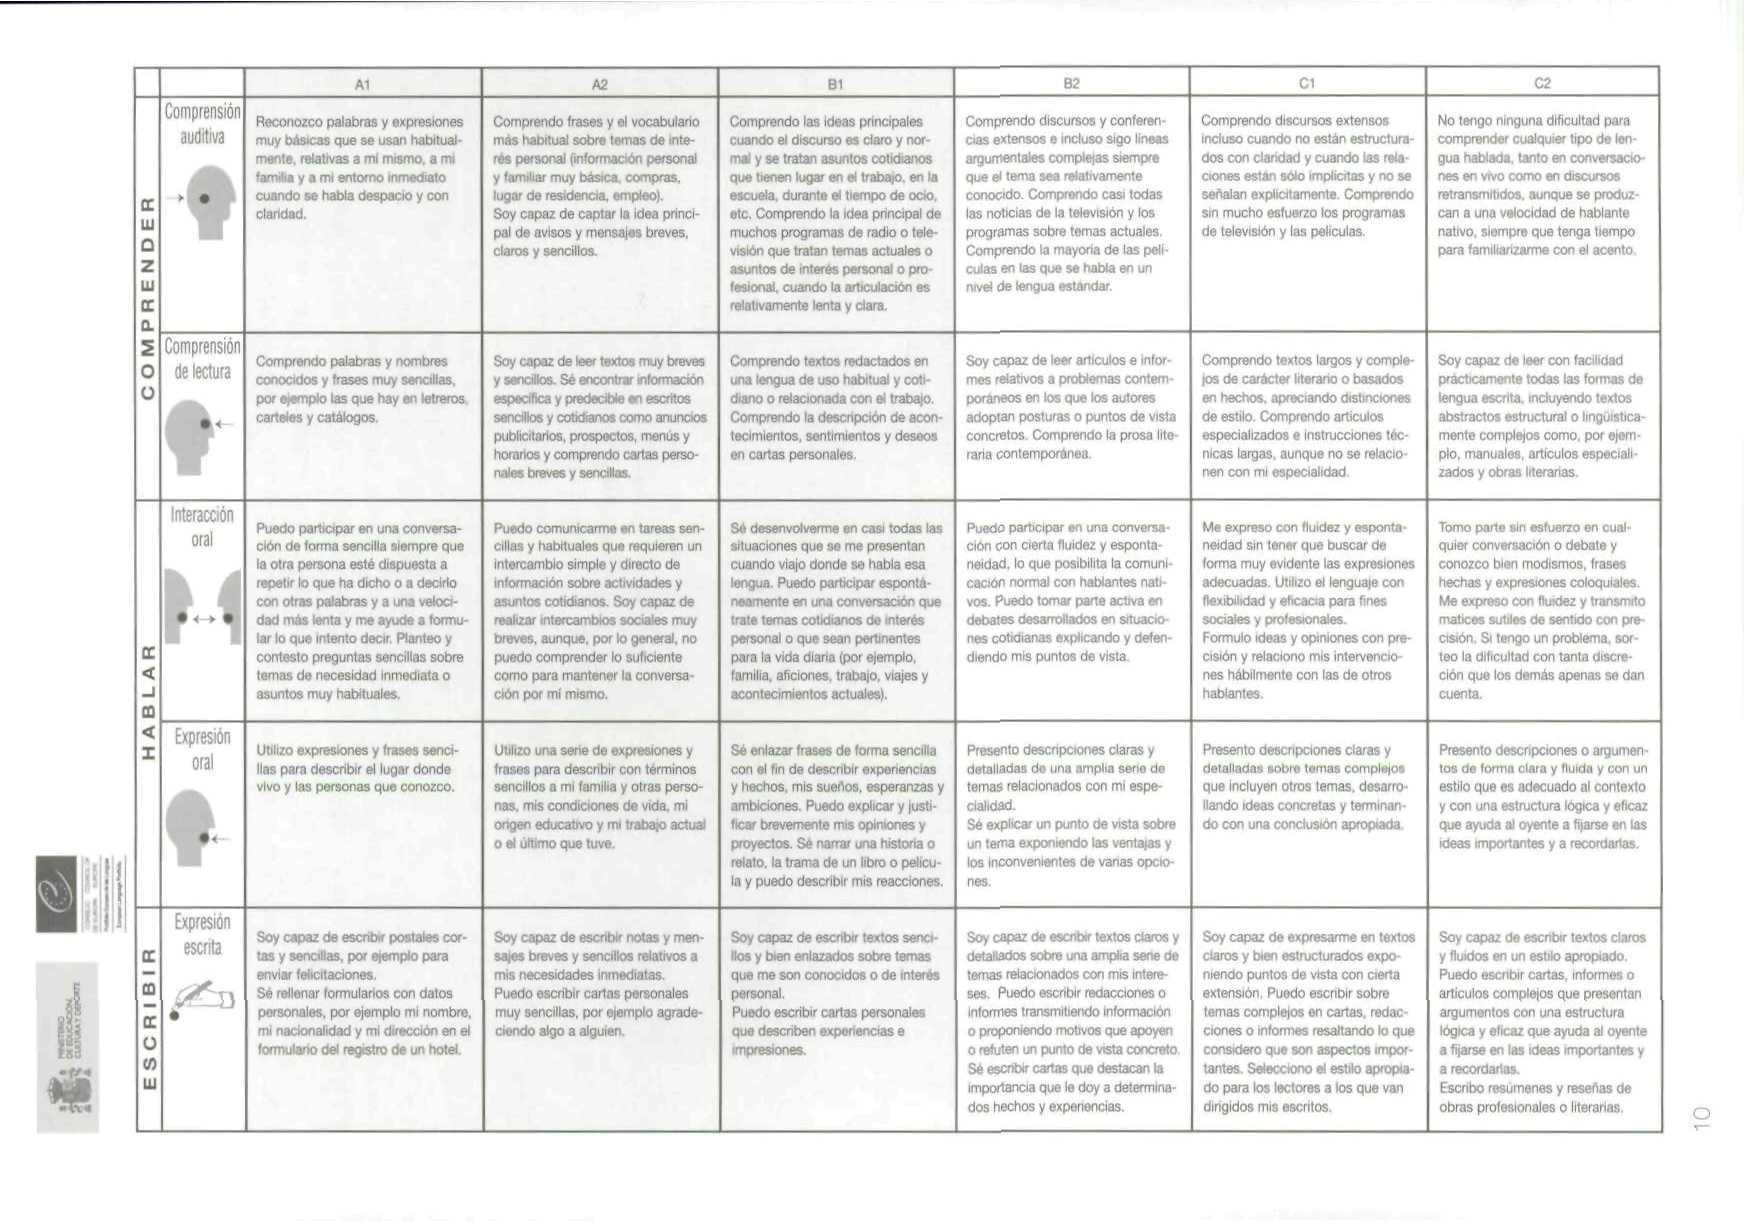 A1
A2
B1
B2
C1
C2
COMPRENDER
Comprensión
auditiva
Reconozco palabras y expresiones
muy básicas que se usan habitual-
mente, relativas a mí mismo, a mi
familia y a mi entorno inmediato
cuando se habla despacio y con
claridad.
Comprendo frases y el vocabulario
más habitual sobre temas de inte-
rés personal (información personal
y familiar muy básica, compras,
lugar de residencia, empleo).
Soy capaz de captar la idea princi-
pal de avisos y mensajes breves,
claros y sencillos.
Comprendo las ideas principales
cuando el discurso es claro y nor-
mal y se tratan asuntos cotidianos
que tienen lugar en el trabajo, en la
escuela, durante el tiempo de ocio,
etc. Comprendo la idea principal de
muchos programas de radio o tele-
visión que tratan temas actuales o
asuntos de interés personal o pro-
fesional, cuando la articulación es
relativamente lenta y clara.
Comprendo discursos y conferen-
cias extensos e incluso sigo líneas
argumentales complejas siempre
que el tema sea relativamente
conocido. Comprendo casi todas
las noticias de la televisión y los
programas sobre temas actuales.
Comprendo la mayoría de las pelí-
culas en las que se habla en un
nivel de lengua estándar.
Comprendo discursos extensos
incluso cuando no están estructura-
dos con claridad y cuando las rela-
ciones están sólo implícitas y no se
señalan explícitamente. Comprendo
sin mucho esfuerzo los programas
de televisión y las películas.
No tengo ninguna dificultad para
comprender cualquier tipo de len-
gua hablada, tanto en conversacio-
nes en vivo como en discursos
retransmitidos, aunque se produz-
can a una velocidad de hablante
nativo, siempre que tenga tiempo
para familiarizarme con el acento.
Comprensión
de lectura
Comprendo palabras y nombres
conocidos y frases muy sencillas,
por ejemplo las que hay en letreros,
carteles y catálogos.
Soy capaz de leer textos muy breves
y sencillos. Sé encontrar información
específica y predecible en escritos
sencillos y cotidianos como anuncios
publicitarios, prospectos, menús y
horarios y comprendo cartas perso-
nales breves y sencillas.
Comprendo textos redactados en
una lengua de uso habitual y coti-
diano o relacionada con el trabajo.
Comprendo la descripción de acon-
tecimientos, sentimientos y deseos
en cartas personales.
Soy capaz de leer artículos e infor-
mes relativos a problemas contem-
poráneos en los que los autores
adoptan posturas o puntos de vista
concretos. Comprendo la prosa lite-
raria contemporánea.
Comprendo textos largos y comple-
jos de carácter literario o basados
en hechos, apreciando distinciones
de estilo. Comprendo artículos
especializados e instrucciones téc-
nicas largas, aunque no se relacio-
nen con mi especialidad.
Soy capaz de leer con facilidad
prácticamente todas las formas de
lengua escrita, incluyendo textos
abstractos estructural o lingüística-
mente complejos como, por ejem-
plo, manuales, artículos especiali-
zados y obras literarias.
HABLAR
Interacción
oral
Puedo participar en una conversa-
ción de forma sencilla siempre que
la otra persona esté dispuesta a
repetir lo que ha dicho o a decirlo
con otras palabras y a una veloci-
dad más lenta y me ayude a formu-
lar lo que intento decir. Planteo y
contesto preguntas sencillas sobre
temas de necesidad inmediata o
asuntos muy habituales.
Puedo comunicarme en tareas sen-
cillas y habituales que requieren un
intercambio simple y directo de
información sobre actividades y
asuntos cotidianos. Soy capaz de
realizar intercambios sociales muy
breves, aunque, por lo general, no
puedo comprender lo suficiente
como para mantener la conversa-
ción por mí mismo.
Sé desenvolverme en casi todas las
situaciones que se me presentan
cuando viajo donde se habla esa
lengua. Puedo participar espontá-
neamente en una conversación que
trate temas cotidianos de interés
personal o que sean pertinentes
para la vida diaria (por ejemplo,
familia, aficiones, trabajo, viajes y
acontecimientos actuales).
Puedo participar en una conversa-
ción con cierta fluidez y esponta-
neidad, lo que posibilita la comuni-
cación normal con hablantes nati-
vos. Puedo tomar parte activa en
debates desarrollados en situacio-
nes cotidianas explicando y defen-
diendo mis puntos de vista.
Me expreso con fluidez y esponta-
neidad sin tener que buscar de
forma muy evidente las expresiones
adecuadas. Utilizo el lenguaje con
flexibilidad y eficacia para fines
sociales y profesionales.
Formulo ideas y opiniones con pre-
cisión y relaciono mis intervencio-
nes hábilmente con las de otros
hablantes.
Tomo parte sin esfuerzo en cual-
quier conversación o debate y
conozco bien modismos, frases
hechas y expresiones coloquiales.
Me expreso con fluidez y transmito
matices sutiles de sentido con pre-
cisión. Si tengo un problema, sor-
teo la dificultad con tanta discre-
ción que los demás apenas se dan
cuenta.
Expresión
oral
Utilizo expresiones y frases senci-
llas para describir el lugar donde
vivo y las personas que conozco.
Utilizo una serie de expresiones y
frases para describir con términos
sencillos a mi familia y otras perso-
nas, mis condiciones de vida, mi
origen educativo y mi trabajo actual
o el último que tuve.
Sé enlazar frases de forma sencilla
con el fin de describir experiencias
y hechos, mis sueños, esperanzas y
ambiciones. Puedo explicar y justi-
ficar brevemente mis opiniones y
proyectos. Sé narrar una historia o
relato, la trama de un libro o pelícu-
la y puedo describir mis reacciones.
Presento descripciones claras y
detalladas de una amplia serie de
temas relacionados con mi espe-
cialidad.
Sé explicar un punto de vista sobre
un tema exponiendo las ventajas y
los inconvenientes de varias opcio-
nes.
Presento descripciones claras y
detalladas sobre temas complejos
que incluyen otros temas, desarro-
llando ideas concretas y terminan-
do con una conclusión apropiada.
Presento descripciones o argumen-
tos de forma clara y fluida y con un
estilo que es adecuado al contexto
y con una estructura lógica y eficaz
que ayuda al oyente a fijarse en las
ideas importantes y a recordarlas.
ESCRIBIR
Expresión
escrita
Soy capaz de escribir postales cor-
tas y sencillas, por ejemplo para
enviar felicitaciones.
Sé rellenar formularios con datos
personales, por ejemplo mi nombre,
mi nacionalidad y mi dirección en el
formulario del registro de un hotel.
Soy capaz de escribir notas y men-
sajes breves y sencillos relativos a
mis necesidades inmediatas.
Puedo escribir cartas personales
muy sencillas, por ejemplo agrade-
ciendo algo a alguien.
Soy capaz de escribir textos senci-
llos y bien enlazados sobre temas
que me son conocidos o de interés
personal.
Puedo escribir cartas personales
que describen experiencias e
impresiones.
Soy capaz de escribir textos claros y
detallados sobre una amplia serie de
temas relacionados con mis intere-
ses. Puedo escribir redacciones o
informes transmitiendo información
o proponiendo motivos que apoyen
o refuten un punto de vista concreto.
Sé escribir cartas que destacan la
importancia que le doy a determina-
dos hechos y experiencias.
Soy capaz de expresarme en textos
claros y bien estructurados expo-
niendo puntos de vista con cierta
extensión. Puedo escribir sobre
temas complejos en cartas, redac-
ciones o informes resaltando lo que
considero que son aspectos impor-
tantes. Selecciono el estilo apropia-
do para los lectores a los que van
dirigidos mis escritos.
Soy capaz de escribir textos claros
y fluidos en un estilo apropiado.
Puedo escribir cartas, informes o
artículos complejos que presentan
argumentos con una estructura
lógica y eficaz que ayuda al oyente
a fijarse en las ideas importantes y
a recordarlas.
Escribo resúmenes y reseñas de
obras profesionales o literarias.
MINISTERIO
DE EDUCACIÓN,
CULTURA Y DEPORTE
10